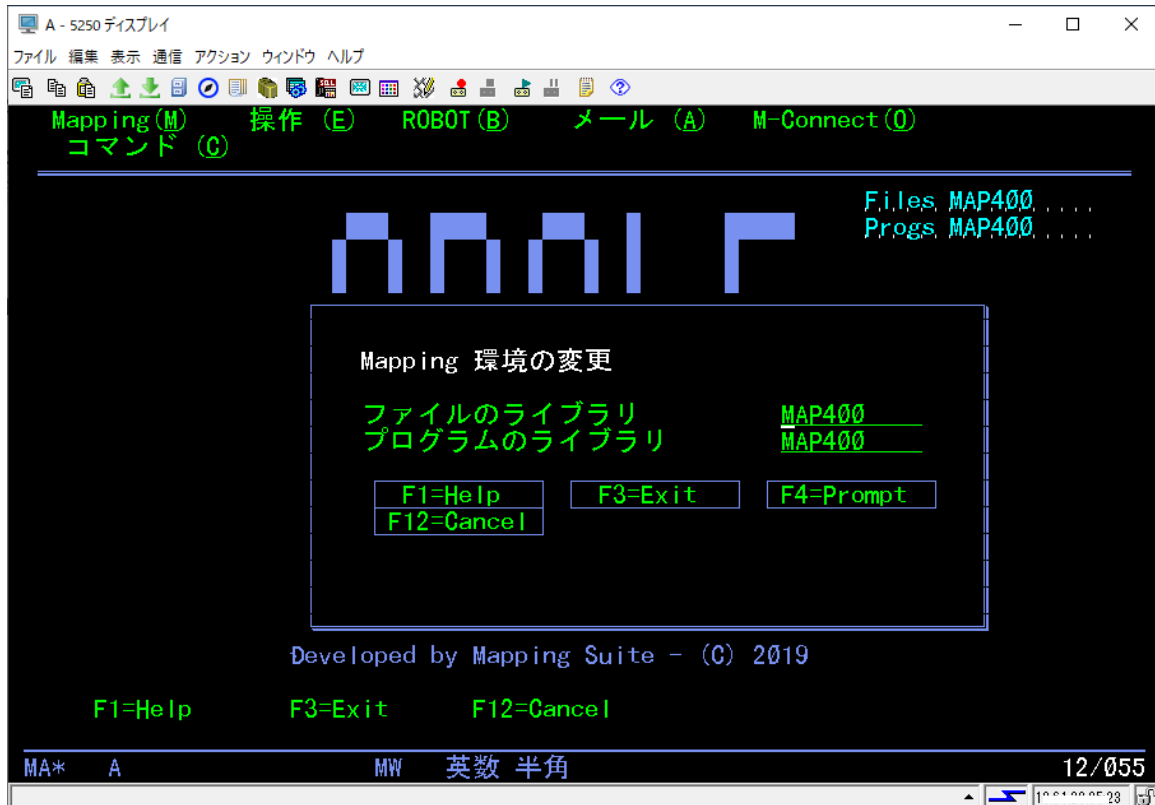 A - 5250 ディスプレイ
ファイル 編集 表示 通信 アクション ウィンドウ ヘルプ
Mapping(M) 操作 (E) ROBOT(B) メール (A) M-Connect(O)
コマンド (C)
Files MAP400
Progs MAP400
Mapping 環境の変更
ファイルのライブラリ MAP400
プログラムのライブラリ MAP400
F1=Help F3=Exit F4=Prompt
F12=Cancel
Developed by Mapping Suite - (C) 2019
F1=Help F3=Exit F12=Cancel
MA* A MW 英数 半角 12/055